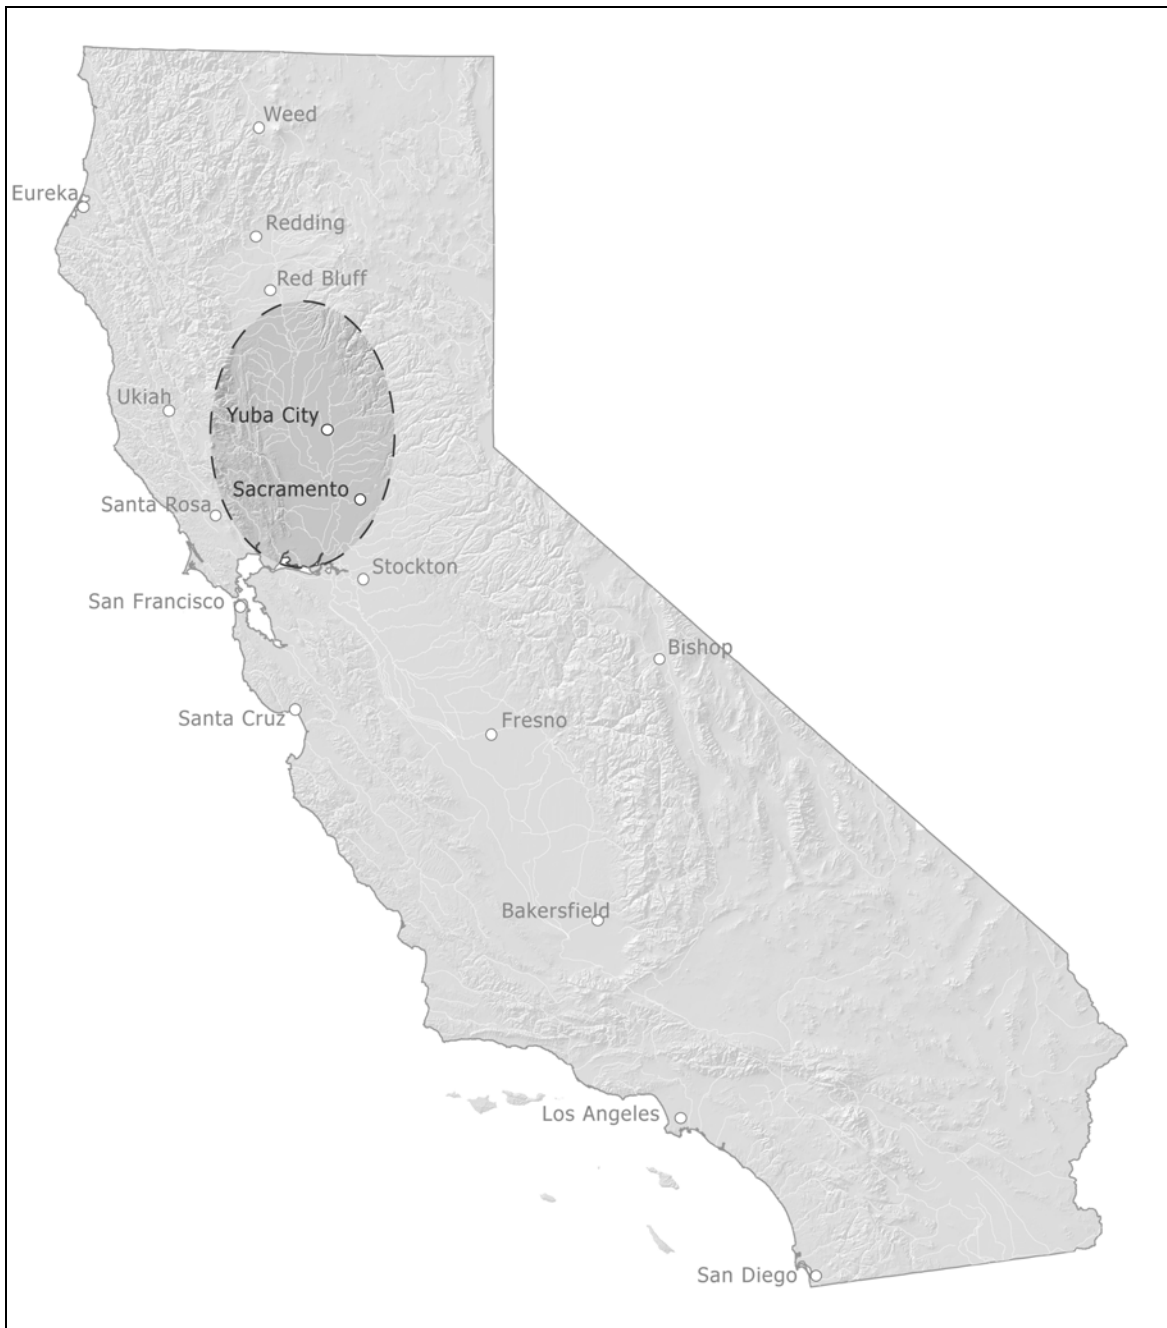 Weed
Eureka
Redding
Red Bluff
Ukiah
Yuba City
Sacramento
Santa Rosa
Stockton
San Francisco
Bishop
Santa Cruz
Fresno
Bakersfield
Los Angeles
San Diego